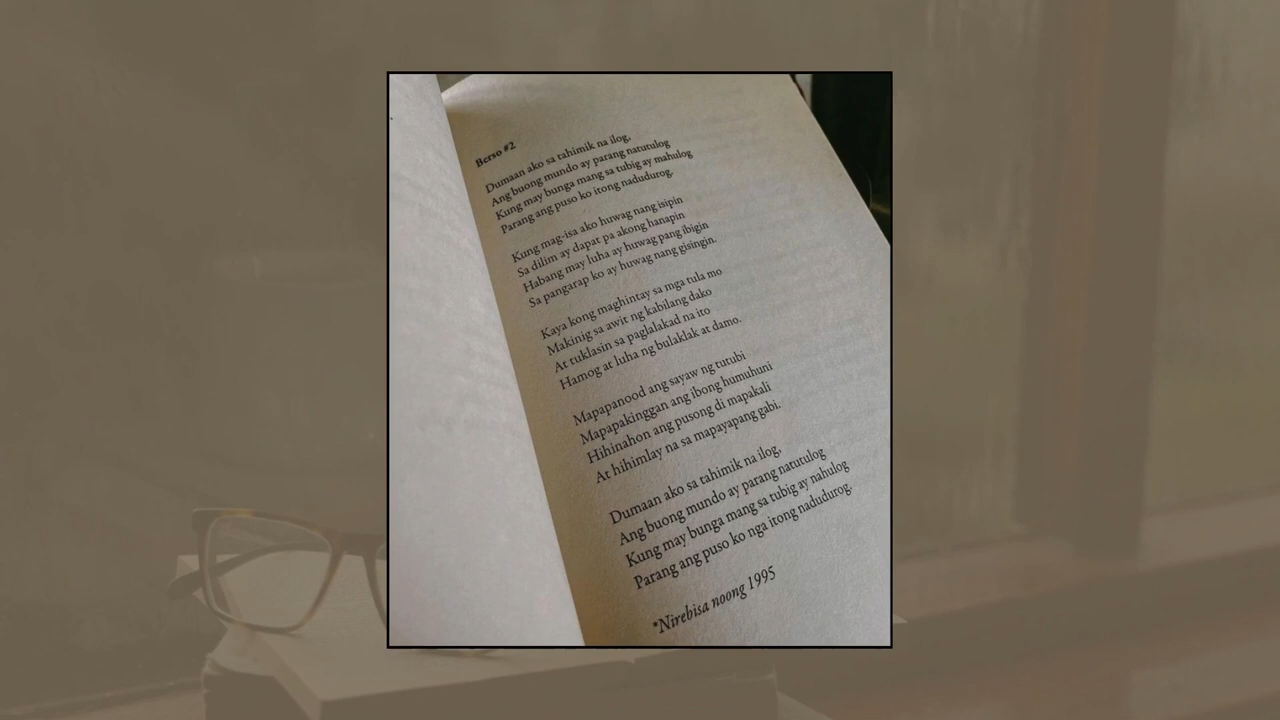 Berso #2
Dumaan ako sa tahimik na ilog,
Ang buong mundo ay parang natutulog
Kung may bunga mang sa tubig ay mahulog
Parang ang puso ko itong nadudurog.
Kung mag-isa ako huwag nang isipin
Sa dilim ay dapat pa akong hanapin
Habang may luha ay huwag pang ibigin
Sa pangarap ko ay huwag nang gisingin.
Kaya kong maghintay sa mga tula mo
Makinig sa awit ng kabilang dako
At tuklasin sa paglalakad na ito
Hamog at luha ng bulaklak at damo.
Mapapanood ang sayaw ng tutubi
Mapapakinggan ang ibong humuhuni
Hihinahon ang pusong di mapakali
At hihimlay na sa mapayapang gabi.
Dumaan ako sa tahimik na ilog,
Ang buong mundo ay parang natutulog
Kung may bunga mang sa tubig ay nahulog
Parang ang puso ko nga itong nadudurog.
*Nirebisa noong 1995